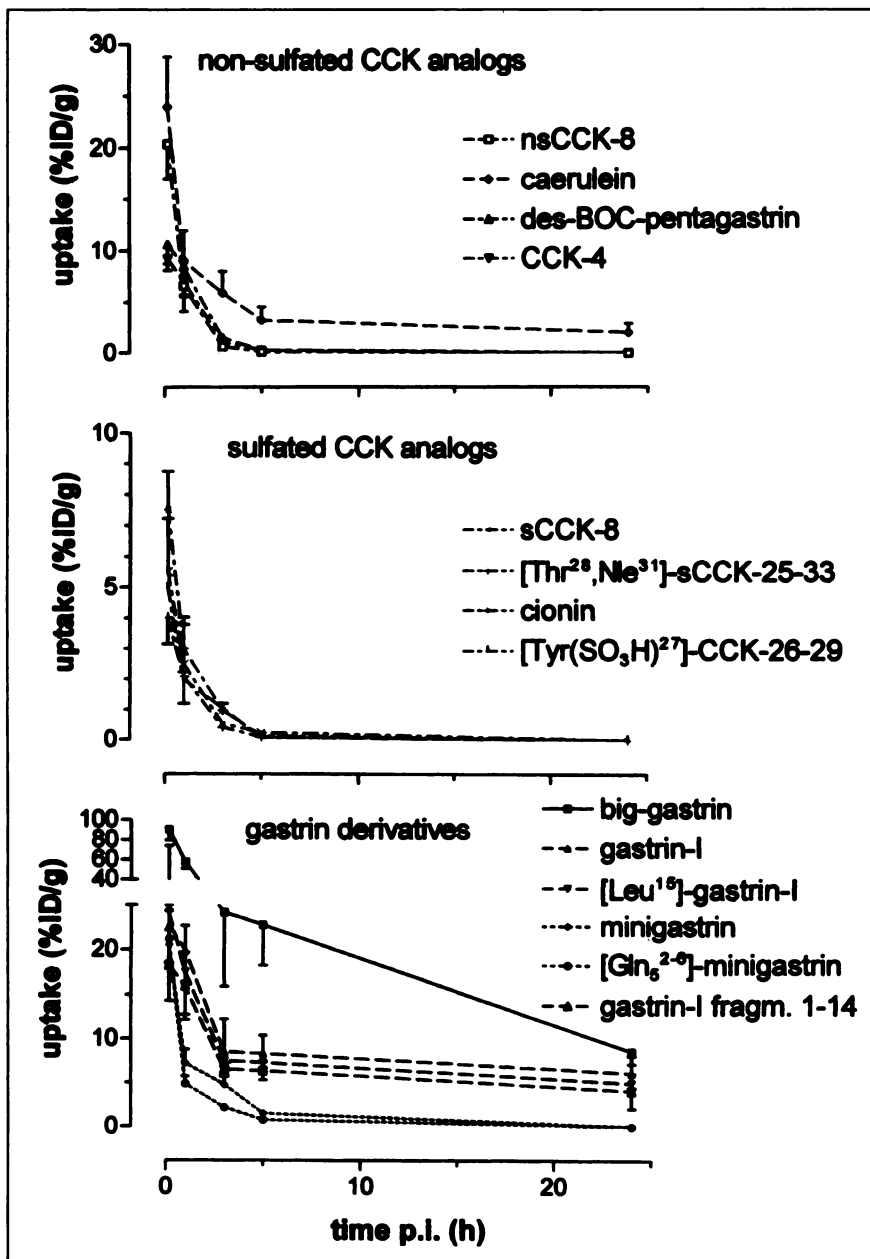 30
non-sulfated CCK analogs
20
10
0
uptake (%ID/g)
nsCCK-8
caerulein
des-BOC-pentagastrin
CCK-4
10
sulfated CCK analogs
5
0
uptake (%ID/g)
sCCK-8
[Thr²⁸,Nle³¹]-sCCK-25-33
cionin
[Tyr(SO₃H)²⁷]-CCK-26-29
100
80
60
40
gastrin derivatives
20
10
0
uptake (%ID/g)
big-gastrin
gastrin-I
[Leu¹⁵]-gastrin-I
minigastrin
[Gln₅²⁻⁶]-minigastrin
gastrin-I fragm. 1-14
0
10
20
time p.i. (h)